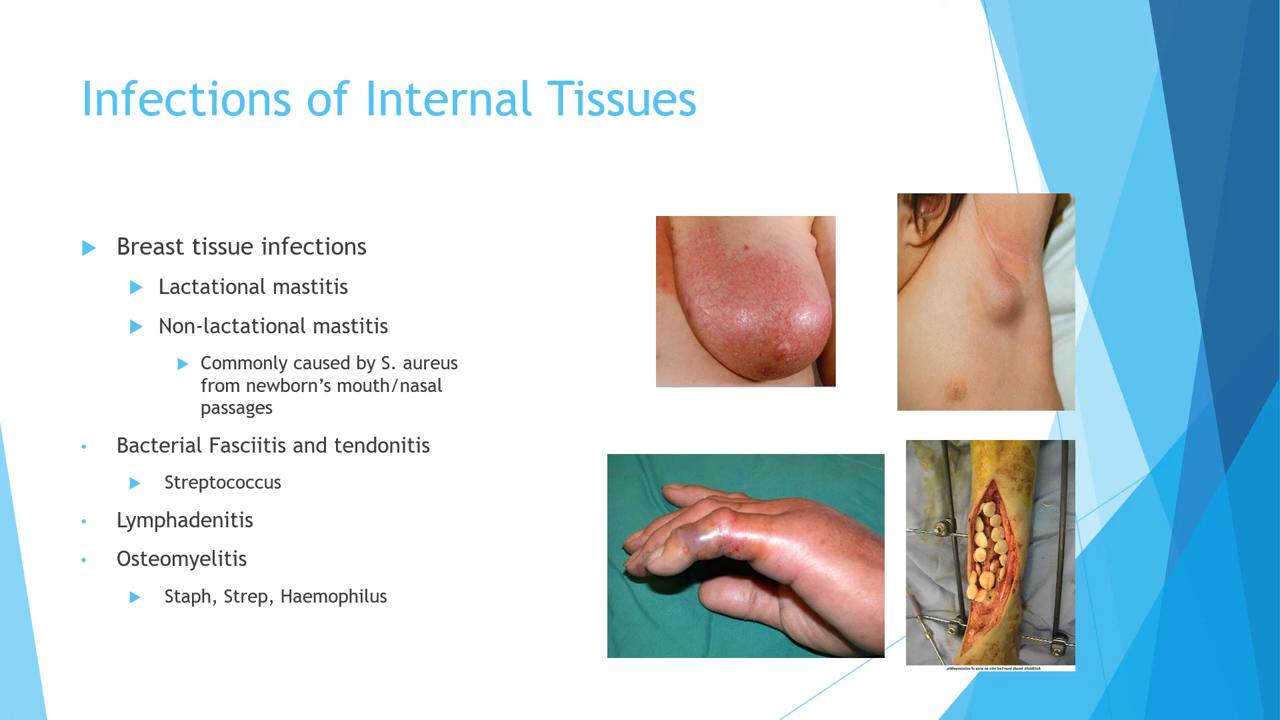 Infections of Internal Tissues
Breast tissue infections
Lactational mastitis
Non-lactational mastitis
Commonly caused by S. aureus
from newborn’s mouth/nasal
passages
Bacterial Fasciitis and tendonitis
Streptococcus
Lymphadenitis
Osteomyelitis
Staph, Strep, Haemophilus